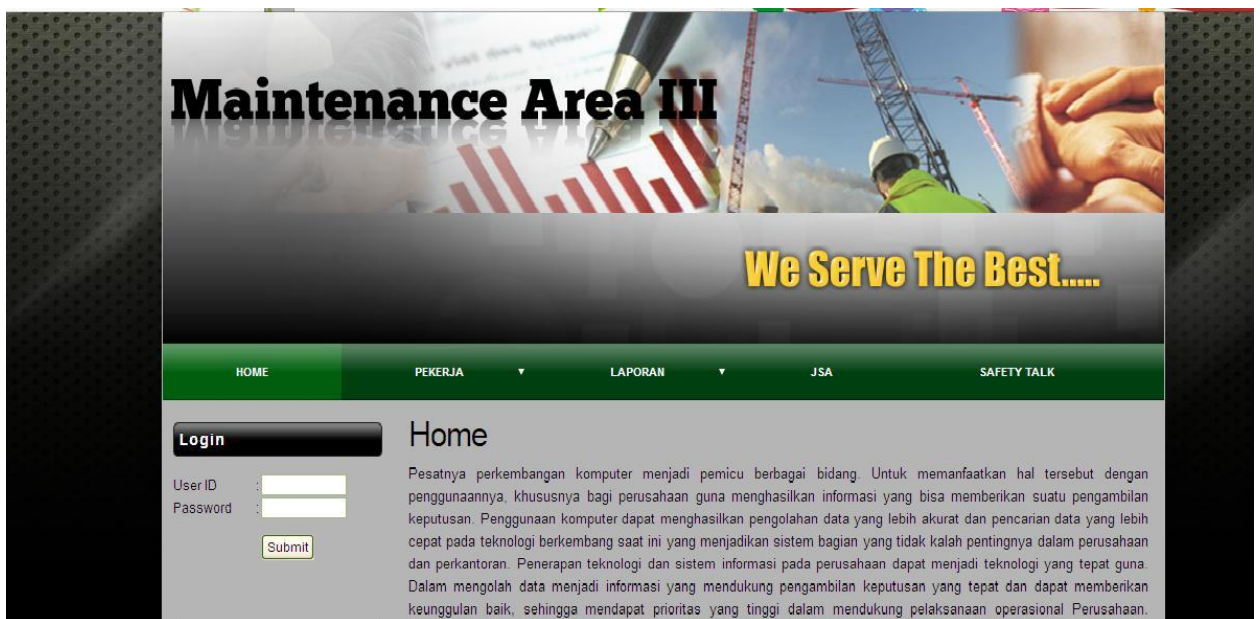 Maintenance Area III
We Serve The Best.....
HOME PEKERJA ▼ LAPORAN ▼ JSA SAFETY TALK
Login
User ID :
Password :
Submit
Home
Pesatnya perkembangan komputer menjadi pemicu berbagai bidang. Untuk memanfaatkan hal tersebut dengan
penggunaannya, khususnya bagi perusahaan guna menghasilkan informasi yang bisa memberikan suatu pengambilan
keputusan. Penggunaan komputer dapat menghasilkan pengolahan data yang lebih akurat dan pencarian data yang lebih
cepat pada teknologi berkembang saat ini yang menjadikan sistem bagian yang tidak kalah pentingnya dalam perusahaan
dan perkantoran. Penerapan teknologi dan sistem informasi pada perusahaan dapat menjadi teknologi yang tepat guna.
Dalam mengolah data menjadi informasi yang mendukung pengambilan keputusan yang tepat dan dapat memberikan
keunggulan baik, sehingga mendapat prioritas yang tinggi dalam mendukung pelaksanaan operasional Perusahaan.